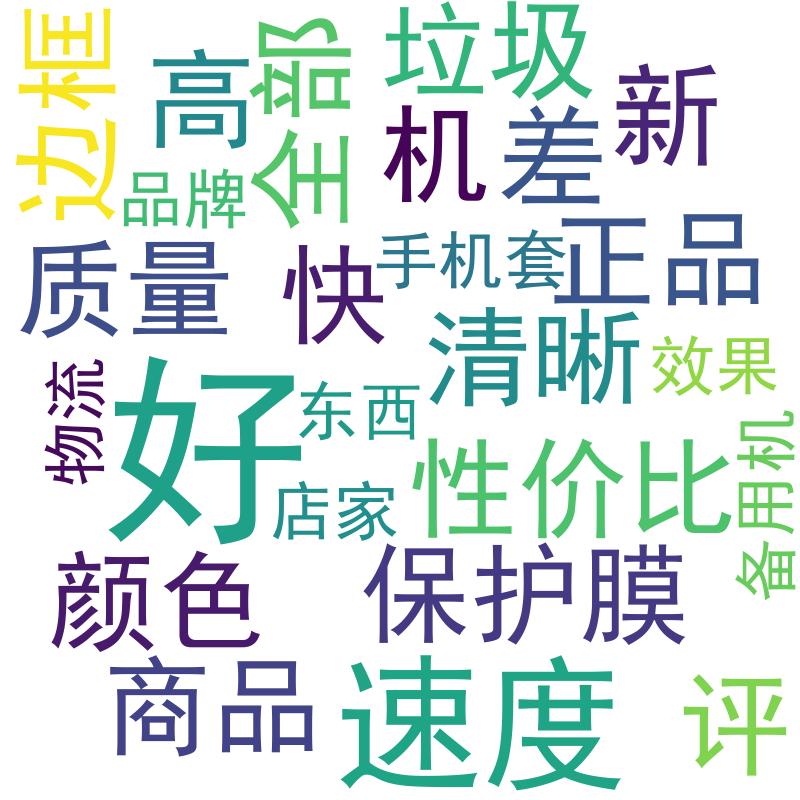 边框
高
全部
垃圾
机
差
新
品牌
质量
快
手机套
正品
清晰
效果
物流
好
东西
店家
性价比
备用机
颜色
保护膜
商品
速度
评